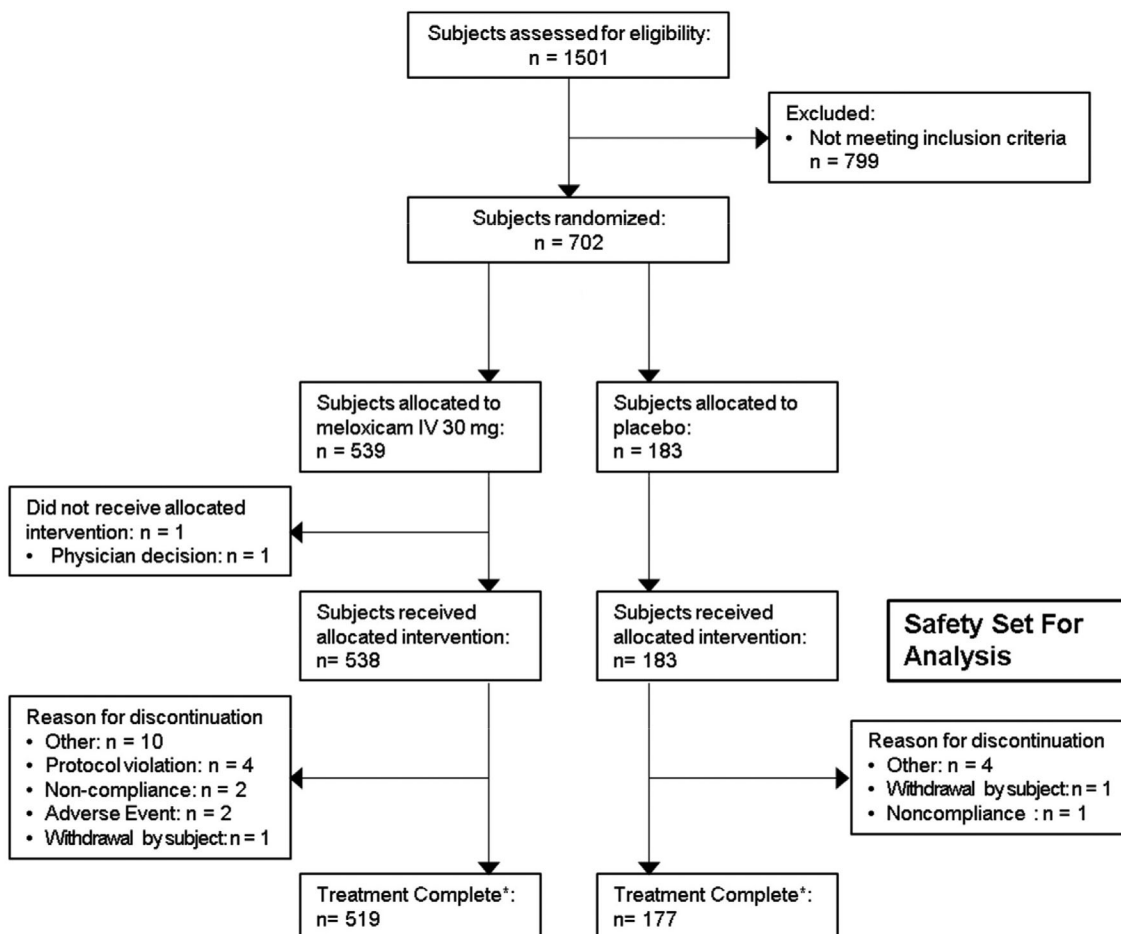 Subjects assessed for eligibility:
n = 1501
Excluded:
• Not meeting inclusion criteria
n = 799
Subjects randomized:
n = 702
Subjects allocated to
meloxicam IV 30 mg:
n = 539
Subjects allocated to
placebo:
n = 183
Did not receive allocated
intervention: n = 1
• Physician decision: n = 1
Subjects received
allocated intervention:
n= 538
Subjects received
allocated intervention:
n= 183
Safety Set For
Analysis
Reason for discontinuation
• Other: n = 10
• Protocol violation: n = 4
• Non-compliance: n = 2
• Adverse Event: n = 2
• Withdrawal by subject: n = 1
Reason for discontinuation
• Other: n = 4
• Withdrawal by subject: n = 1
• Noncompliance : n = 1
Treatment Complete*:
n= 519
Treatment Complete*:
n= 177